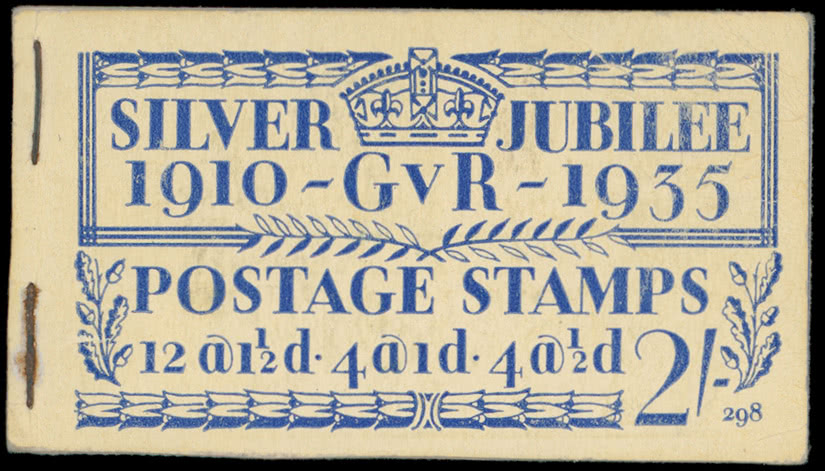 SILVER JUBILEE
1910 - GVR - 1935
POSTAGE STAMPS
12 @ 1½d · 4 @ 1d · 4 @ ½d 2/-
298